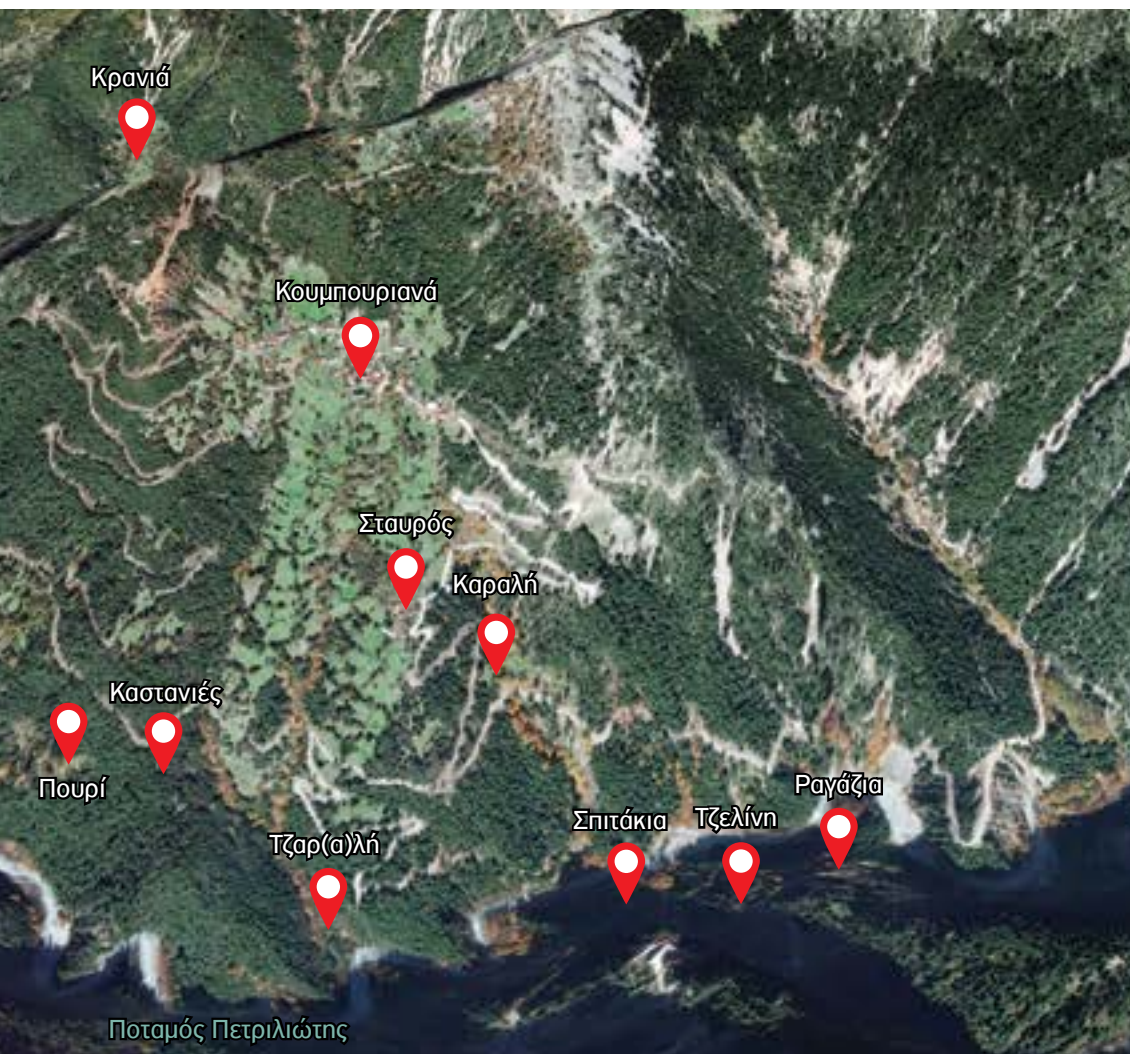 Κρανιά
Κουμπουριανά
Σταυρός
Καραλή
Καστανιές
Πουρί
Ραγάζια
Σπιτάκια
Τζελίνη
Τζαρ(α)λή
Ποταμός Πετριλιώτης